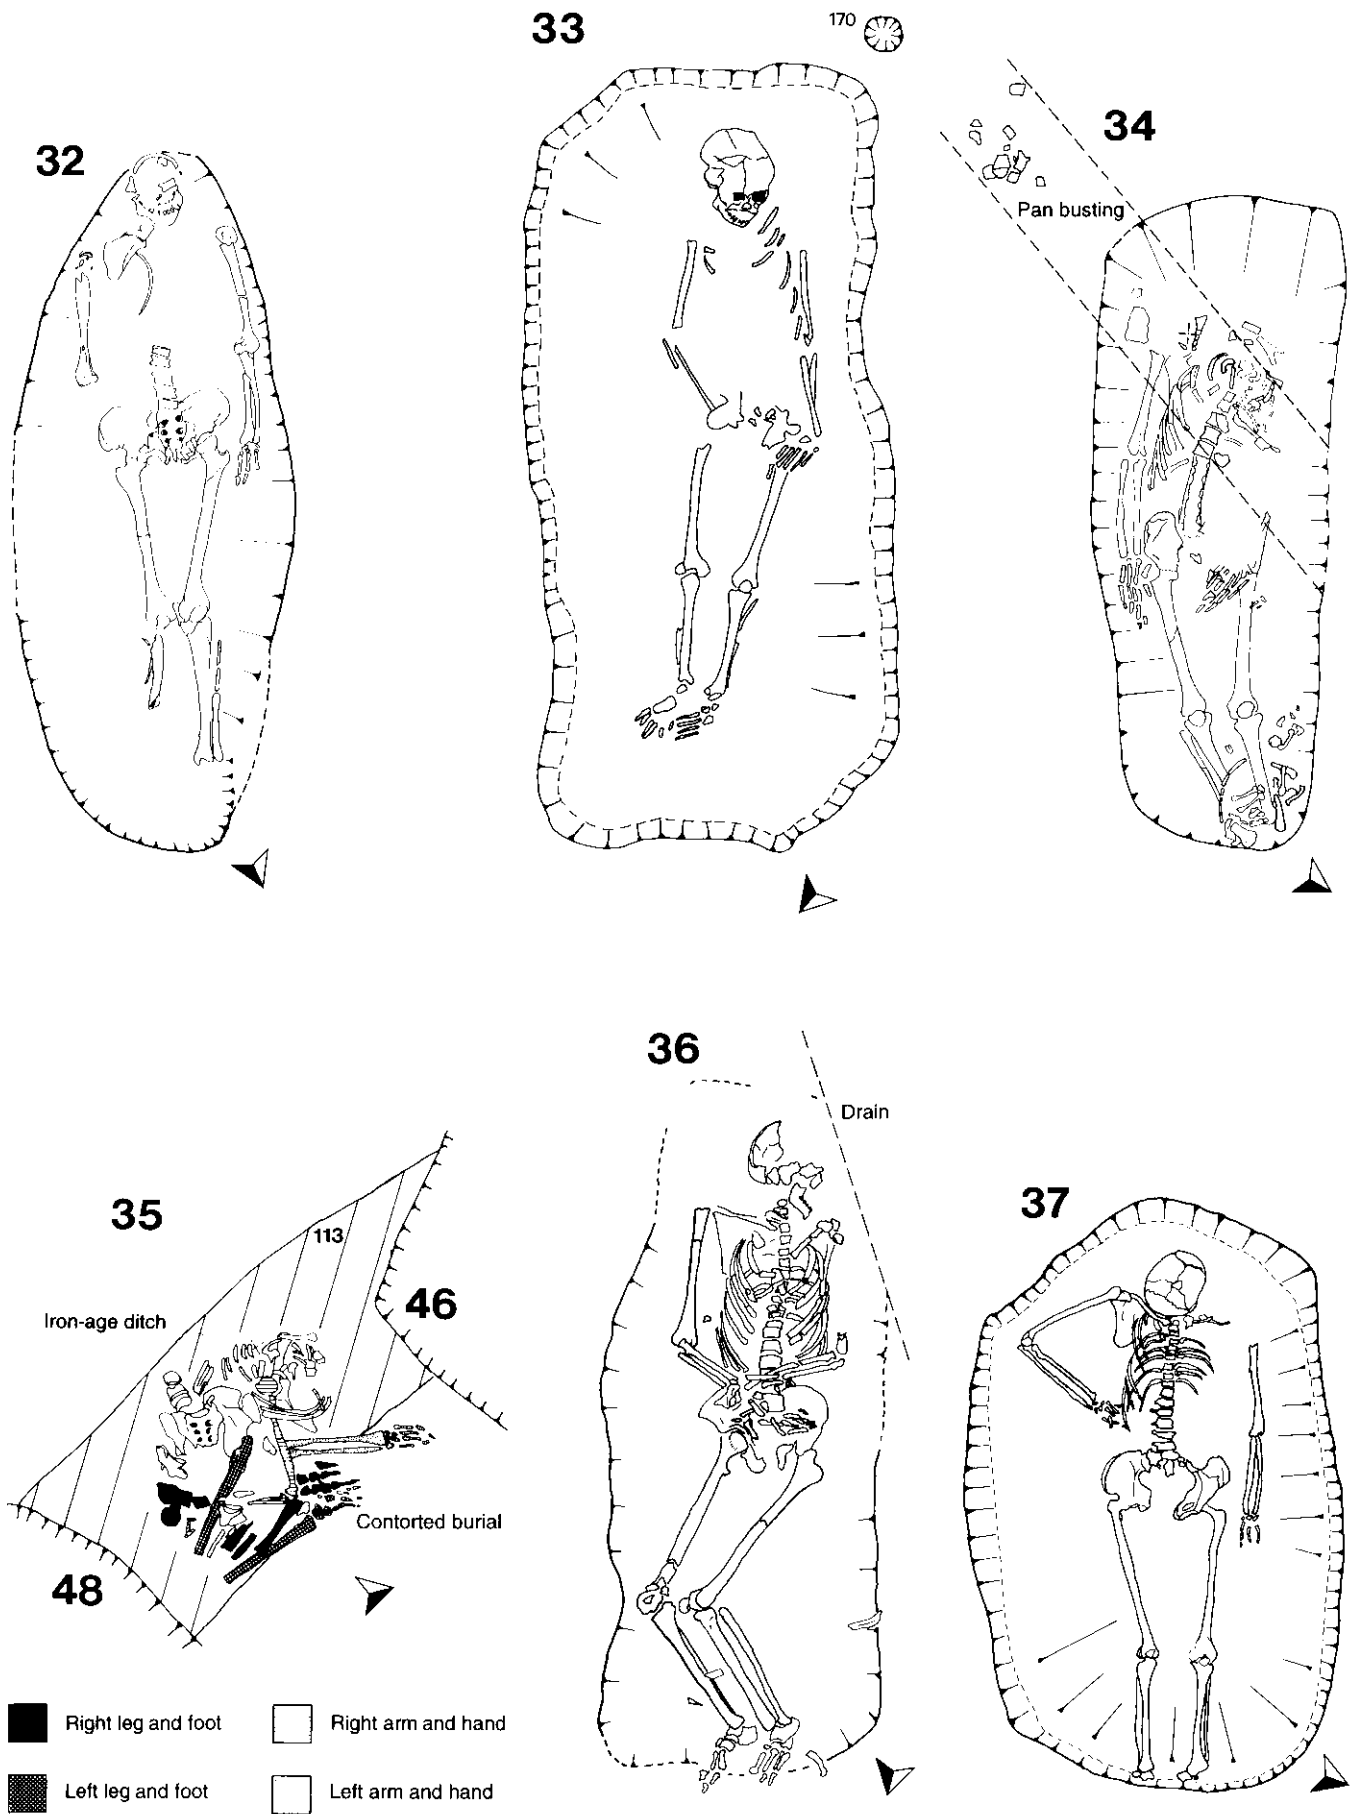 33
170
34
32
Pan busting
36
Drain
35
113
37
46
Iron-age ditch
Contorted burial
48
Right leg and foot
Right arm and hand
Left leg and foot
Left arm and hand